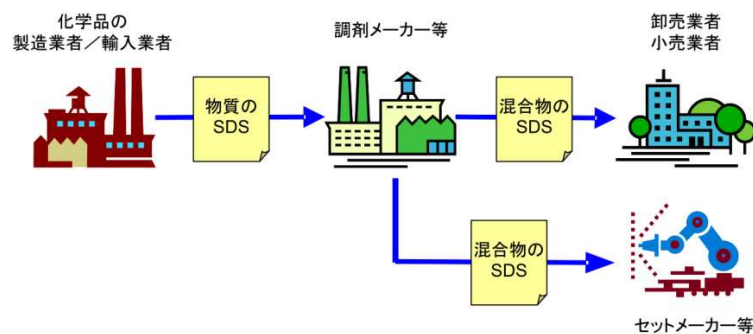 化学品の
製造業者／輸入業者
調剤メーカー等
卸売業者
小売業者
物質の
SDS
混合物の
SDS
混合物の
SDS
セットメーカー等